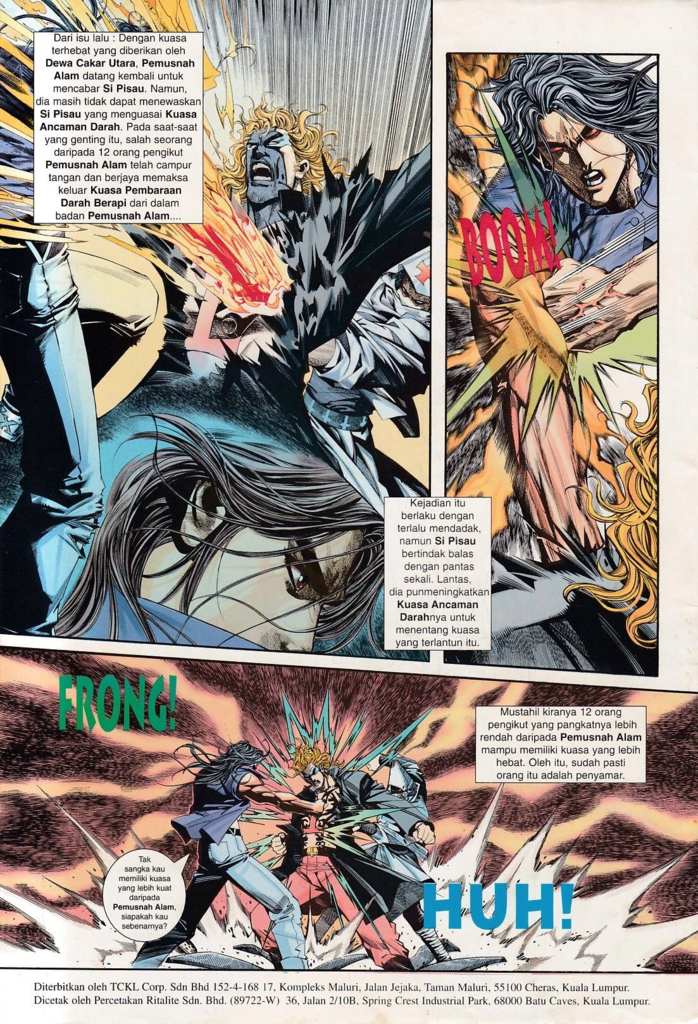 Dari isu lalu : Dengan kuasa
terhebat yang diberikan oleh
Dewa Cakar Utara, Pemusnah
Alam datang kembali untuk
mencabar Si Pisau. Namun,
dia masih tidak dapat menewaskan
Si Pisau yang menguasai Kuasa
Ancaman Darah. Pada saat-saat
yang genting itu, salah seorang
daripada 12 orang pengikut
Pemusnah Alam telah campur
tangan dan berjaya memaksa
keluar Kuasa Pembaraan
Darah Berapi dari dalam
badan Pemusnah Alam....
BOOM!
Kejadian itu
berlaku dengan
terlalu mendadak,
namun Si Pisau
bertindak balas
dengan pantas
sekali. Lantas,
dia punmeningkatkan
Kuasa Ancaman
Darahnya untuk
menentang kuasa
yang terlantun itu.
FRONG!
Mustahil kiranya 12 orang
pengikut yang pangkatnya lebih
rendah daripada Pemusnah Alam
mampu memiliki kuasa yang lebih
hebat. Oleh itu, sudah pasti
orang itu adalah penyamar.
Tak
sangka kau
memiliki kuasa
yang lebih kuat
daripada
Pemusnah Alam,
siapakah kau
sebenarnya?
HUH!
Diterbitkan oleh TCKL Corp. Sdn Bhd 152-4-168 17, Kompleks Maluri, Jalan Jejaka, Taman Maluri, 55100 Cheras, Kuala Lumpur.
Dicetak oleh Percetakan Ritalite Sdn. Bhd. (89722-W) 36, Jalan 2/10B, Spring Crest Industrial Park, 68000 Batu Caves, Kuala Lumpur.